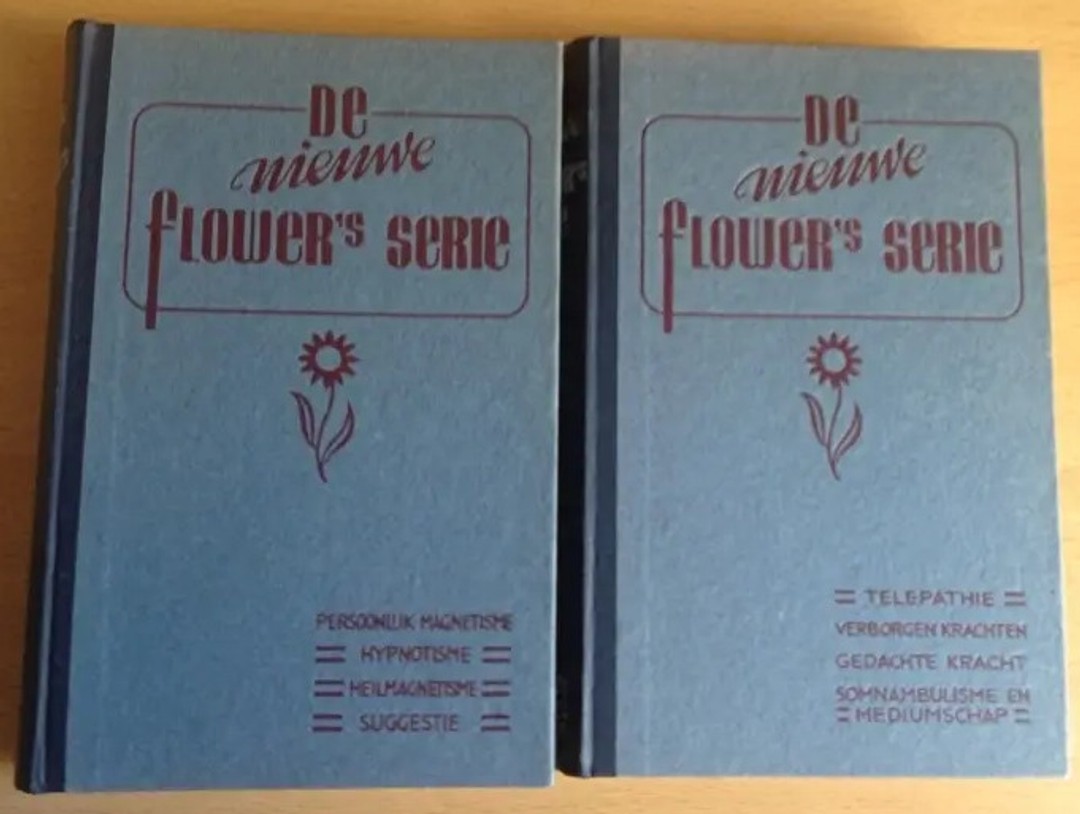 DE
nieuwe
FLOWER'S SERIE
PERSOONLIJK MAGNETISME
= HYPNOTISME =
= HEILMAGNETISME =
= SUGGESTIE =
DE
nieuwe
FLOWER'S SERIE
= TELEPATHIE =
VERBORGEN KRACHTEN
GEDACHTE KRACHT
SOMNAMBULISME EN
= MEDIUMSCHAP =